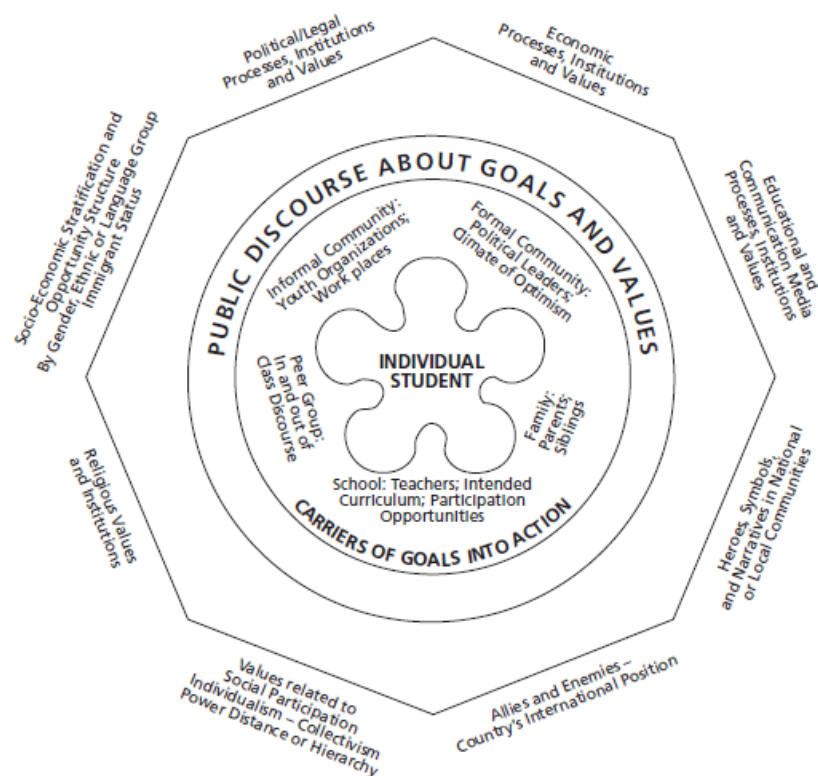 Political/Legal
Processes, Institutions
and Values
Economic
Processes, Institutions
and Values
Educational and
Communication Media
Processes, Institutions
and Values
Heroes, Symbols,
and Narratives in National
or Local Communities
Allies and Enemies –
Country's International Position
Values related to
Social Participation
Individualism – Collectivism
Power Distance or Hierarchy
Religious Values
and Institutions
Socio-Economic Stratification and
Opportunity Structure
By Gender, Ethnic or Language Group
Immigrant Status
PUBLIC DISCOURSE ABOUT GOALS AND VALUES
Informal Community:
Youth Organizations;
Work places
Formal Community:
Political Leaders;
Climate of Optimism
Family:
Parents;
Siblings
School: Teachers; Intended
Curriculum; Participation
Opportunities
Peer Group:
In and out of
Class Discourse
INDIVIDUAL
STUDENT
CARRIERS OF GOALS INTO ACTION